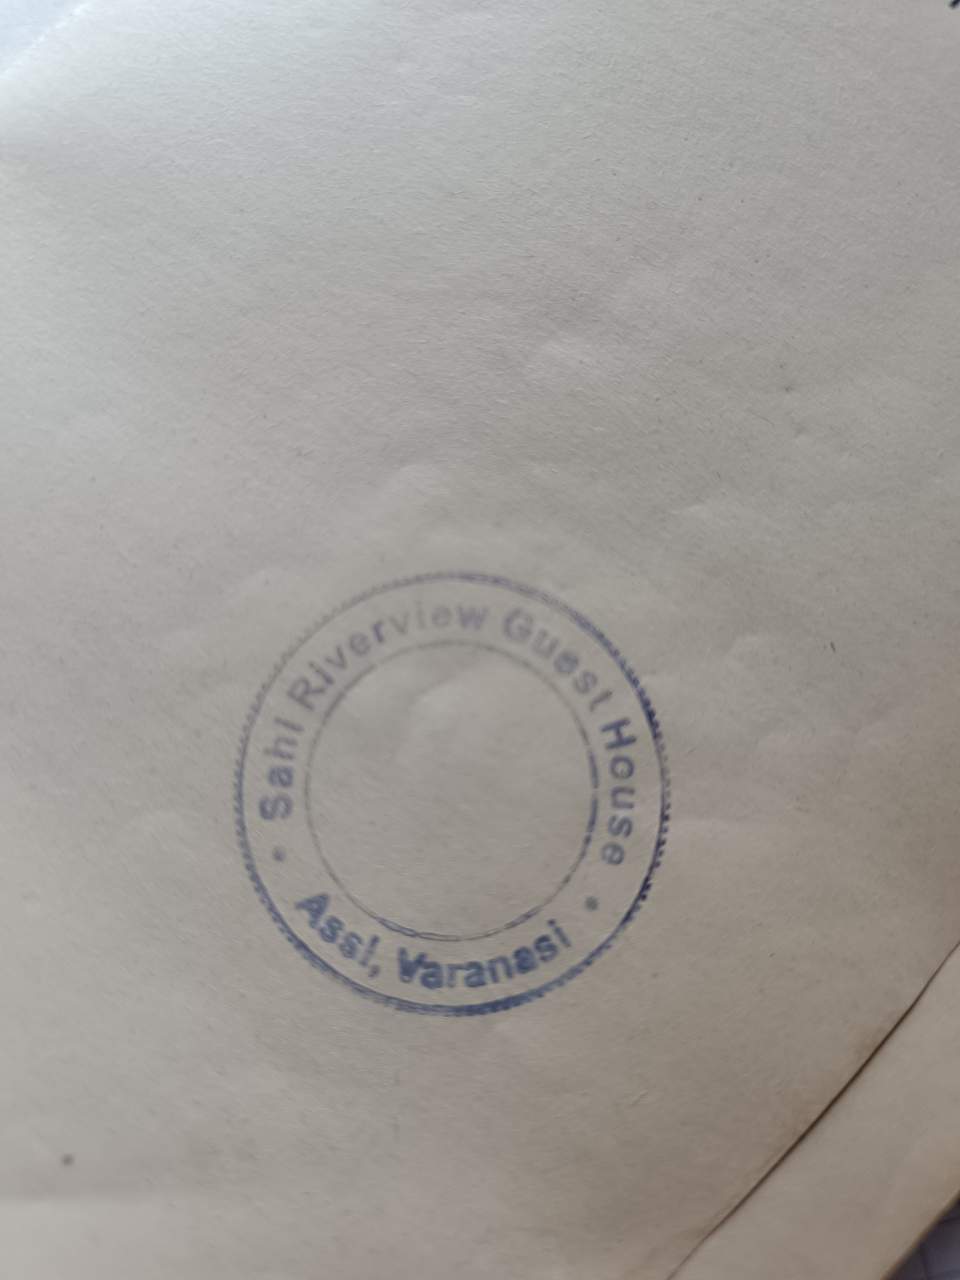 Sahi Riverview Guest House
Assi, Varanasi